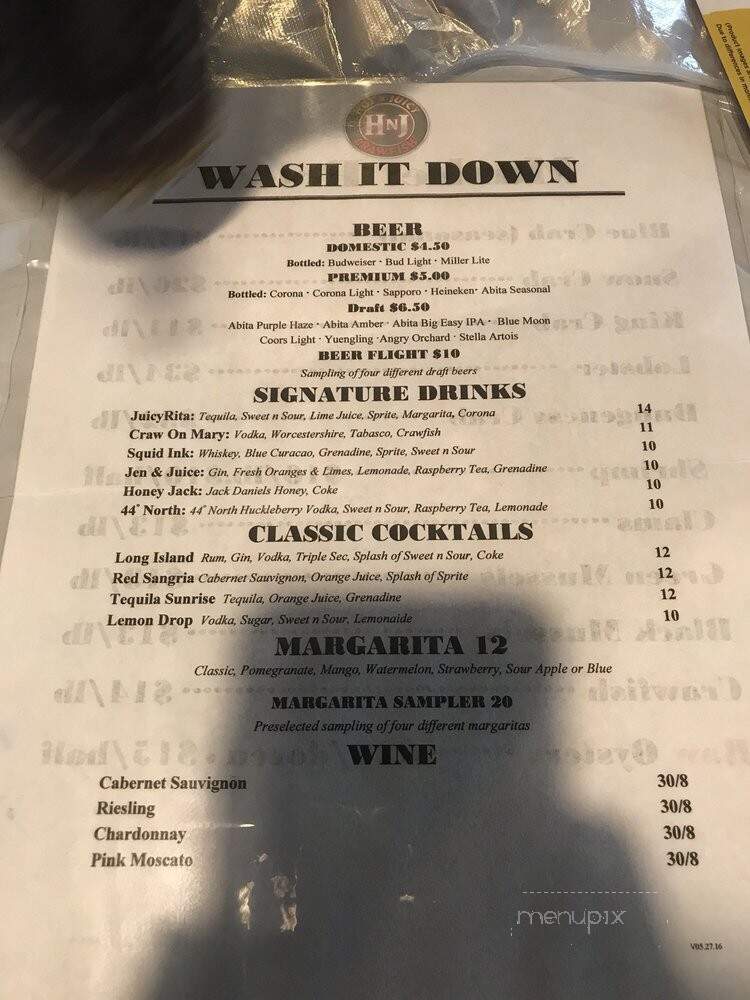 HOT N JUICY
HNJ
CRAWFISH
WASH IT DOWN
BEER
DOMESTIC $4.50
Bottled: Budweiser · Bud Light · Miller Lite
PREMIUM $5.00
Bottled: Corona · Corona Light · Sapporo · Heineken· Abita Seasonal
Draft $6.50
Abita Purple Haze · Abita Amber · Abita Big Easy IPA · Blue Moon
Coors Light · Yuengling ·Angry Orchard · Stella Artois
BEER FLIGHT $10
Sampling of four different draft beers
SIGNATURE DRINKS
JuicyRita: Tequila, Sweet n Sour, Lime Juice, Sprite, Margarita, Corona 14
Craw On Mary: Vodka, Worcestershire, Tabasco, Crawfish 11
Squid Ink: Whiskey, Blue Curacao, Grenadine, Sprite, Sweet n Sour 10
Jen & Juice: Gin, Fresh Oranges & Limes, Lemonade, Raspberry Tea, Grenadine 10
Honey Jack: Jack Daniels Honey, Coke 10
44° North: 44° North Huckleberry Vodka, Sweet n Sour, Raspberry Tea, Lemonade 10
CLASSIC COCKTAILS
Long Island Rum, Gin, Vodka, Triple Sec, Splash of Sweet n Sour, Coke 12
Red Sangria Cabernet Sauvignon, Orange Juice, Splash of Sprite 12
Tequila Sunrise Tequila, Orange Juice, Grenadine 12
Lemon Drop Vodka, Sugar, Sweet n Sour, Lemonaide 10
MARGARITA 12
Classic, Pomegranate, Mango, Watermelon, Strawberry, Sour Apple or Blue
MARGARITA SAMPLER 20
Preselected sampling of four different margaritas
WINE
Cabernet Sauvignon 30/8
Riesling 30/8
Chardonnay 30/8
Pink Moscato 30/8
menupix
V05.27.16